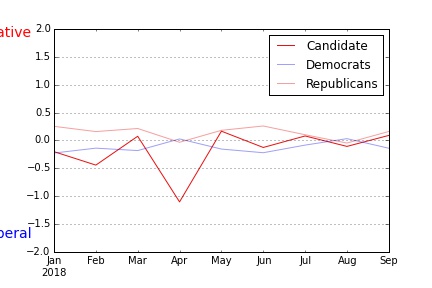 2.0
ative
Candidate
Democrats
Republicans
1.5
1.0
0.5
0.0
−0.5
−1.0
−1.5
beral
−2.0
Jan Feb Mar Apr May Jun Jul Aug Sep
2018